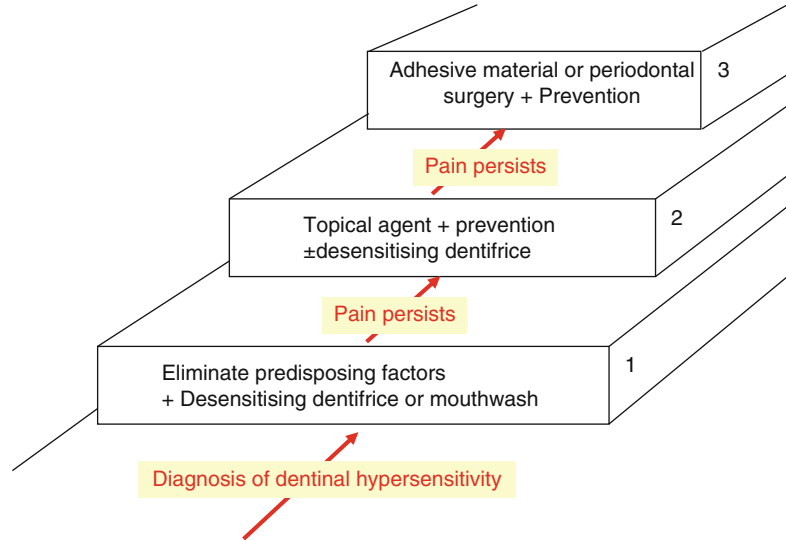 Adhesive material or periodontal
surgery + Prevention
3
Pain persists
Topical agent + prevention
±desensitising dentifrice
2
Pain persists
Eliminate predisposing factors
+ Desensitising dentifrice or mouthwash
1
Diagnosis of dentinal hypersensitivity